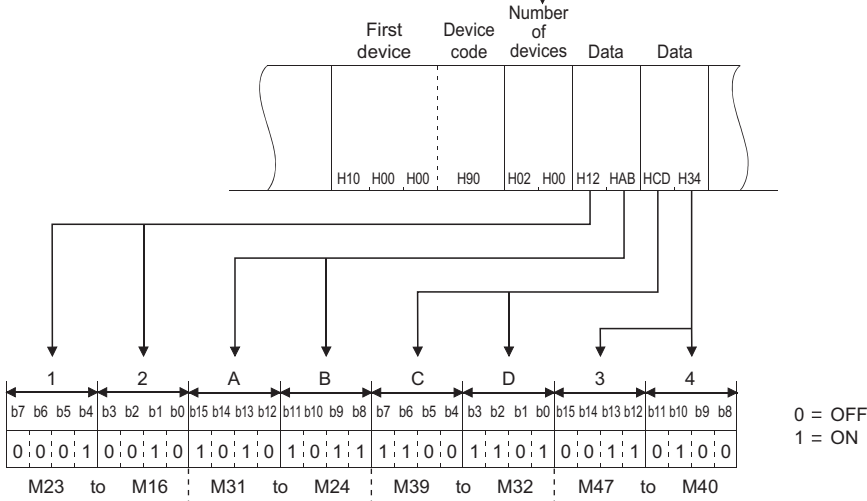 Number
of
devices
First
device
Device
code
Data
Data
H10 H00 H00 H90 H02 H00 H12 HAB HCD H34
1 2 A B C D 3 4
b7 b6 b5 b4 b3 b2 b1 b0 b15 b14 b13 b12 b11 b10 b9 b8 b7 b6 b5 b4 b3 b2 b1 b0 b15 b14 b13 b12 b11 b10 b9 b8
0 0 0 1 0 0 1 0 1 0 1 0 1 0 1 1 1 1 0 0 1 1 0 1 0 0 1 1 0 1 0 0
M23 to M16 M31 to M24 M39 to M32 M47 to M40
0 = OFF
1 = ON